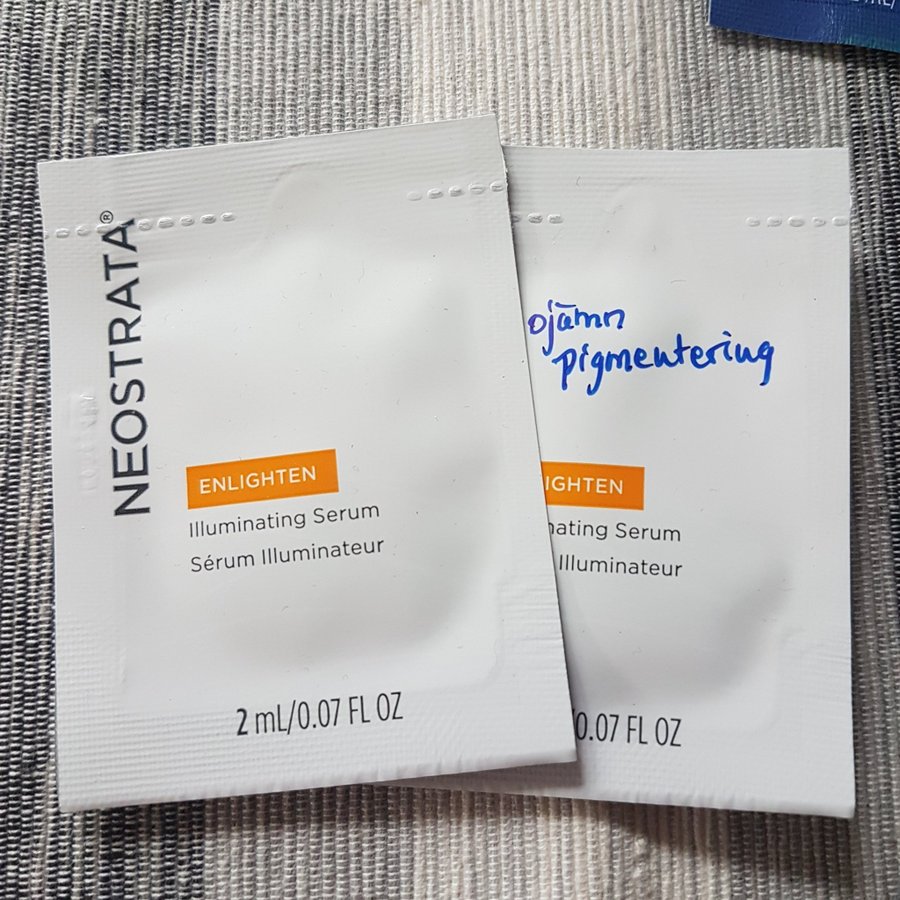 NEOSTRATA®
ENLIGHTEN
Illuminating Serum
Sérum Illuminateur
2 mL/0.07 FL OZ
ojämn
pigmentering
IGHTEN
nating Serum
Illuminateur
/0.07 FL OZ